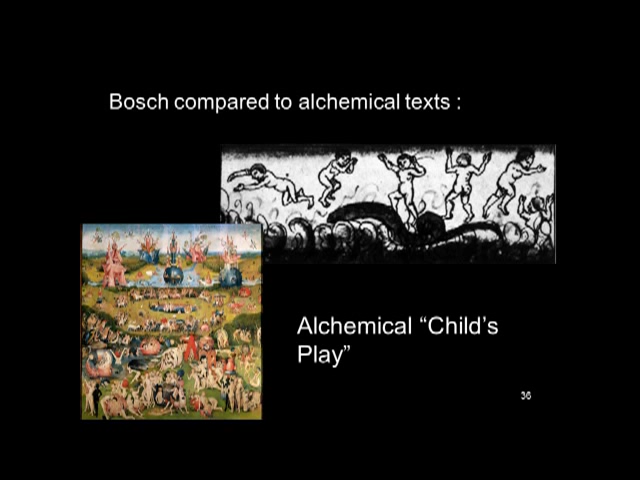 Bosch compared to alchemical texts :
Alchemical “Child’s
Play”
36